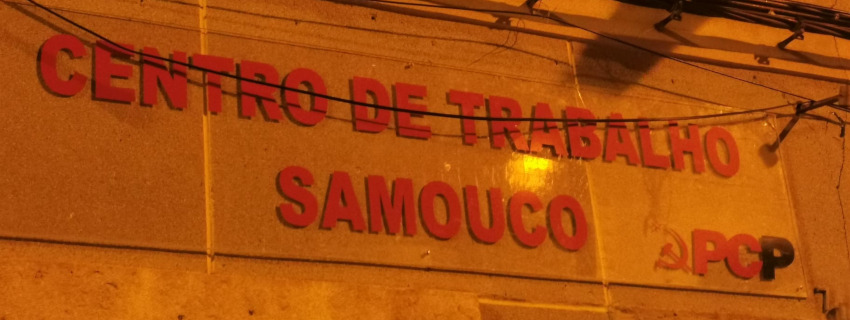 CENTRO DE TRABALHO
SAMOUCO
PCP